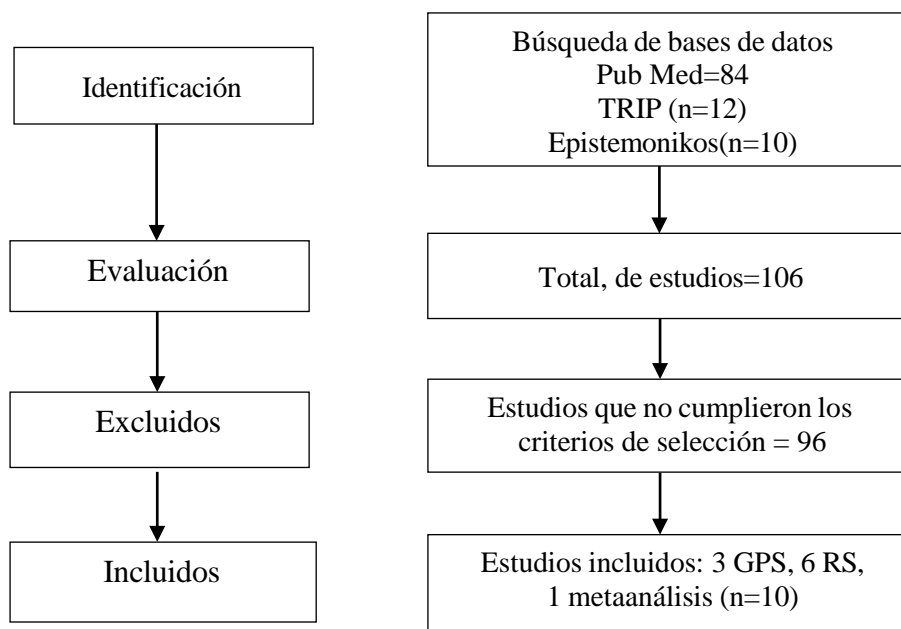 Identificación
Búsqueda de bases de datos
Pub Med=84
TRIP (n=12)
Epistemonikos(n=10)
Evaluación
Total, de estudios=106
Excluidos
Estudios que no cumplieron los
criterios de selección = 96
Incluidos
Estudios incluidos: 3 GPS, 6 RS,
1 metaanálisis (n=10)